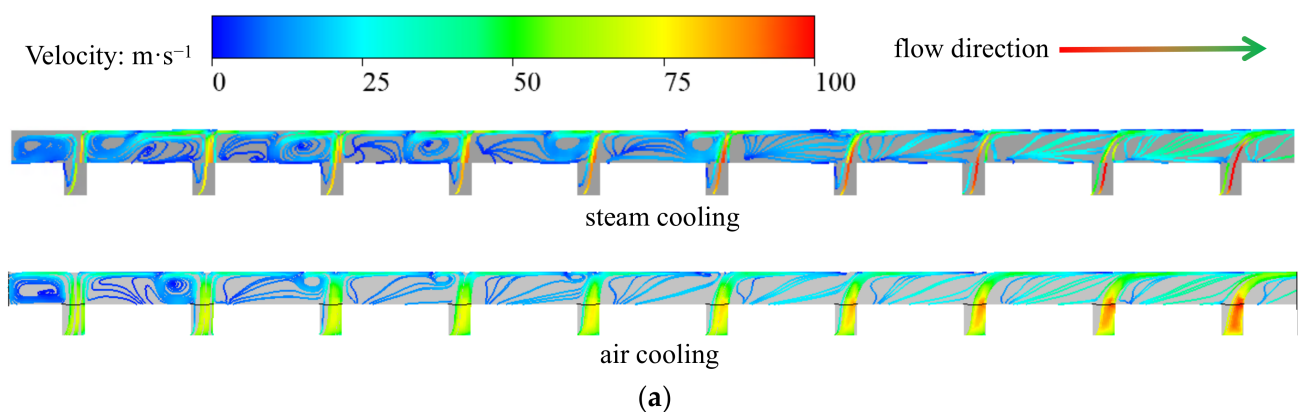 Velocity: m·s⁻¹
0 25 50 75 100
flow direction
steam cooling
air cooling
(a)